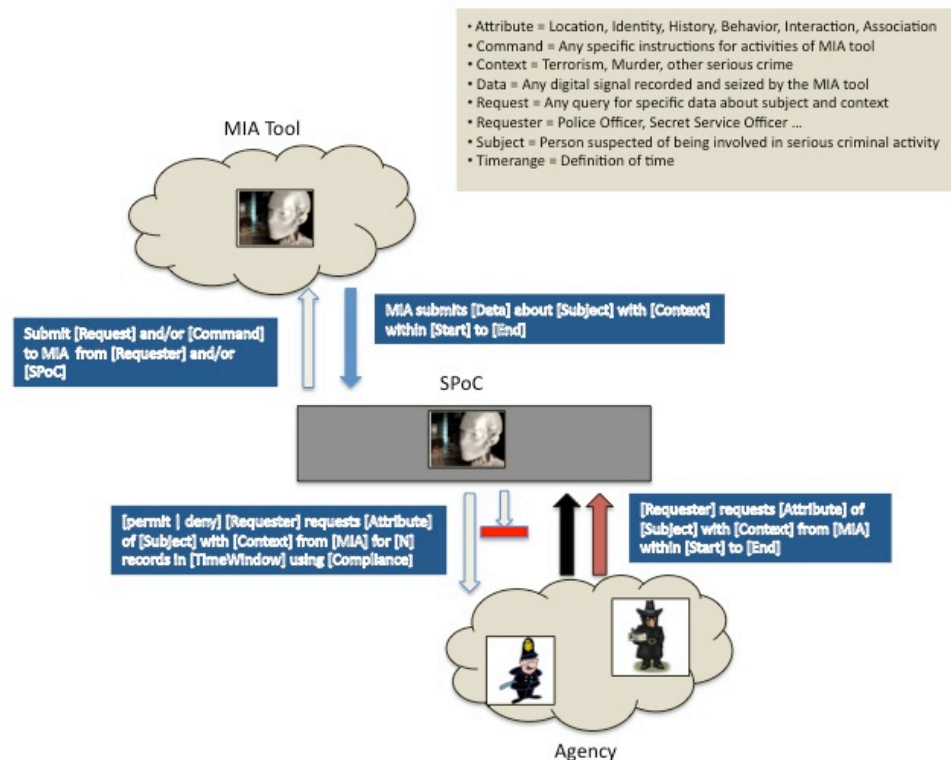 • Attribute = Location, Identity, History, Behavior, Interaction, Association
• Command = Any specific instructions for activities of MIA tool
• Context = Terrorism, Murder, other serious crime
• Data = Any digital signal recorded and seized by the MIA tool
• Request = Any query for specific data about subject and context
• Requester = Police Officer, Secret Service Officer ...
• Subject = Person suspected of being involved in serious criminal activity
• Timerange = Definition of time
MIA Tool
Submit [Request] and/or [Command]
to MIA from [Requester] and/or
[SPoC]
MIA submits [Data] about [Subject] with [Context]
within [Start] to [End]
SPoC
[permit | deny] [Requester] requests [Attribute]
of [Subject] with [Context] from [MIA] for [N]
records in [TimeWindow] using [Compliance]
[Requester] requests [Attribute] of
[Subject] with [Context] from [MIA]
within [Start] to [End]
Agency